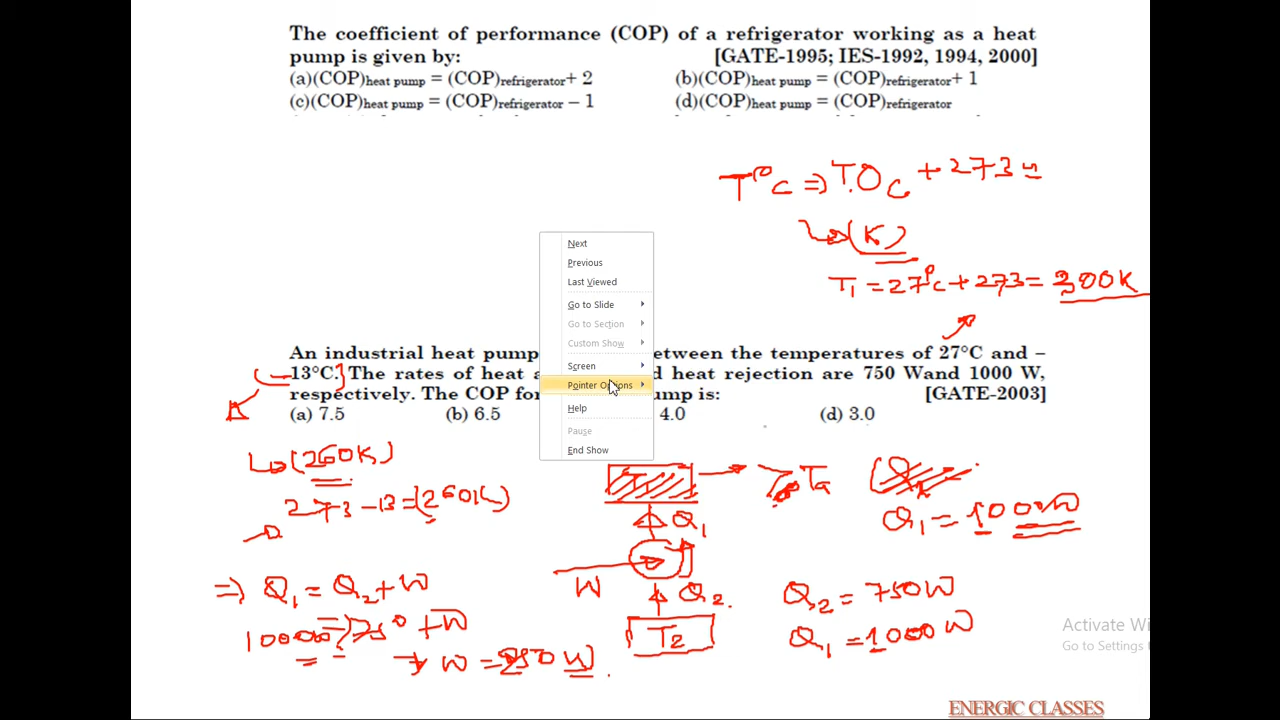 The coefficient of performance (COP) of a refrigerator working as a heat
pump is given by: [GATE-1995; IES-1992, 1994, 2000]
(a)(COP)heat pump = (COP)refrigerator+ 2 (b)(COP)heat pump = (COP)refrigerator+ 1
(c)(COP)heat pump = (COP)refrigerator − 1 (d)(COP)heat pump = (COP)refrigerator
T°C ⇒ T.0C + 273
(K)
T1 = 27°C + 273 = 300K
Next
Previous
Last Viewed
Go to Slide
Go to Section
Custom Show
Screen
Pointer Options
Help
Pause
End Show
An industrial heat pump etween the temperatures of 27°C and –
13°C. The rates of heat a d heat rejection are 750 Wand 1000 W,
respectively. The COP for ump is: [GATE-2003]
(a) 7.5 (b) 6.5 4.0 (d) 3.0
(260K)
273 – 13 = (260K)
Ta
Q1 = 1000W
Q1
W
Q2.
T2
⇒ Q1 = Q2 + W
W = 250 W.
Q2 = 750W
Q1 = 1000 W
Activate Wi
Go to Settings
ENERGIC CLASSES